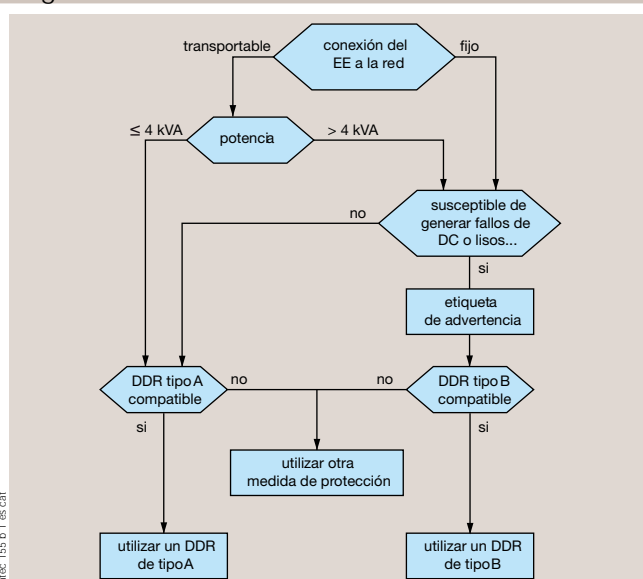 transportable
conexión del
EE a la red
fijo
≤ 4 kVA
potencia
> 4 kVA
no
susceptible de
generar fallos de
DC o lisos...
si
etiqueta
de advertencia
DDR tipo A
compatible
no
no
DDR tipo B
compatible
si
si
utilizar otra
medida de protección
utilizar un DDR
de tipo A
utilizar un DDR
de tipo B